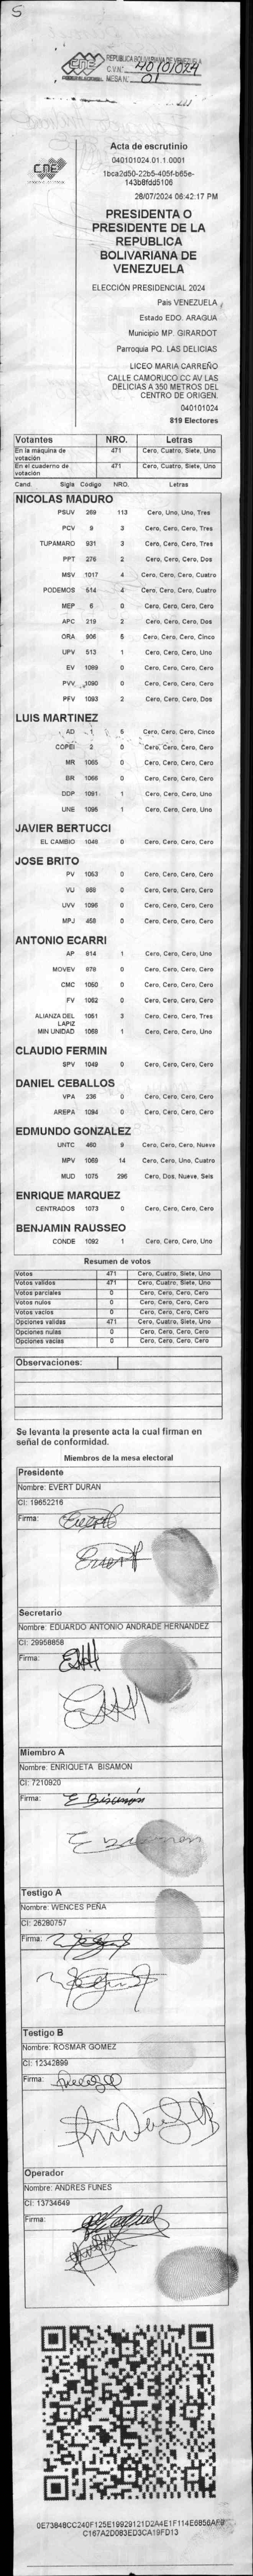 S
CNE
REPÚBLICA BOLIVARIANA DE VENEZUELA
C.V.N° 40101024
MESA N° 01
CNE
Acta de escrutinio
040101024.01.1.0001
1bca2d50-22b5-405f-b65e-
143b8fdd5106
28/07/2024 06:42:17 PM
PRESIDENTA O
PRESIDENTE DE LA
REPUBLICA
BOLIVARIANA DE
VENEZUELA
ELECCIÓN PRESIDENCIAL 2024
País VENEZUELA
Estado EDO. ARAGUA
Municipio MP. GIRARDOT
Parroquia PQ. LAS DELICIAS
LICEO MARIA CARREÑO
CALLE CAMORUCO CC AV LAS
DELICIAS A 350 METROS DEL
CENTRO DE ORIGEN.
040101024
819 Electores
Votantes NRO. Letras
En la máquina de votación 471 Cero, Cuatro, Siete, Uno
En el cuaderno de votación 471 Cero, Cuatro, Siete, Uno
Cand. Sigla Código NRO. Letras
NICOLAS MADURO
PSUV 269 113 Cero, Uno, Uno, Tres
PCV 9 3 Cero, Cero, Cero, Tres
TUPAMARO 931 3 Cero, Cero, Cero, Tres
PPT 276 2 Cero, Cero, Cero, Dos
MSV 1017 4 Cero, Cero, Cero, Cuatro
PODEMOS 514 4 Cero, Cero, Cero, Cuatro
MEP 6 0 Cero, Cero, Cero, Cero
APC 219 2 Cero, Cero, Cero, Dos
ORA 906 5 Cero, Cero, Cero, Cinco
UPV 513 1 Cero, Cero, Cero, Uno
EV 1089 0 Cero, Cero, Cero, Cero
PVV 1090 0 Cero, Cero, Cero, Cero
PFV 1093 2 Cero, Cero, Cero, Dos
LUIS MARTINEZ
AD 1 5 Cero, Cero, Cero, Cinco
COPEI 2 0 Cero, Cero, Cero, Cero
MR 1065 0 Cero, Cero, Cero, Cero
BR 1066 0 Cero, Cero, Cero, Cero
DDP 1091 1 Cero, Cero, Cero, Uno
UNE 1095 1 Cero, Cero, Cero, Uno
JAVIER BERTUCCI
EL CAMBIO 1048 0 Cero, Cero, Cero, Cero
JOSE BRITO
PV 1053 0 Cero, Cero, Cero, Cero
VU 988 0 Cero, Cero, Cero, Cero
UVV 1096 0 Cero, Cero, Cero, Cero
MPJ 458 0 Cero, Cero, Cero, Cero
ANTONIO ECARRI
AP 814 1 Cero, Cero, Cero, Uno
MOVEV 878 0 Cero, Cero, Cero, Cero
CMC 1050 0 Cero, Cero, Cero, Cero
FV 1062 0 Cero, Cero, Cero, Cero
ALIANZA DEL LAPIZ 1051 3 Cero, Cero, Cero, Tres
MIN UNIDAD 1068 1 Cero, Cero, Cero, Uno
CLAUDIO FERMIN
SPV 1049 0 Cero, Cero, Cero, Cero
DANIEL CEBALLOS
VPA 236 0 Cero, Cero, Cero, Cero
AREPA 1094 0 Cero, Cero, Cero, Cero
EDMUNDO GONZALEZ
UNTC 460 9 Cero, Cero, Cero, Nueve
MPV 1069 14 Cero, Cero, Uno, Cuatro
MUD 1075 296 Cero, Dos, Nueve, Seis
ENRIQUE MARQUEZ
CENTRADOS 1073 0 Cero, Cero, Cero, Cero
BENJAMIN RAUSSEO
CONDE 1092 1 Cero, Cero, Cero, Uno
Resumen de votos
Votos 471 Cero, Cuatro, Siete, Uno
Votos validos 471 Cero, Cuatro, Siete, Uno
Votos parciales 0 Cero, Cero, Cero, Cero
Votos nulos 0 Cero, Cero, Cero, Cero
Votos vacíos 0 Cero, Cero, Cero, Cero
Opciones validas 471 Cero, Cuatro, Siete, Uno
Opciones nulas 0 Cero, Cero, Cero, Cero
Opciones vacías 0 Cero, Cero, Cero, Cero
Observaciones:
Se levanta la presente acta la cual firman en
señal de conformidad.
Miembros de la mesa electoral
Presidente
Nombre: EVERT DURAN
CI: 19652216
Firma:
Secretario
Nombre: EDUARDO ANTONIO ANDRADE HERNANDEZ
CI: 29958658
Firma:
Miembro A
Nombre: ENRIQUETA BISAMON
CI: 7210920
Firma: E Bisamon
E Bisamon
Testigo A
Nombre: WENCES PEÑA
CI: 26280757
Firma:
Testigo B
Nombre: ROSMAR GOMEZ
CI: 12342899
Firma:
Operador
Nombre: ANDRES FUNES
CI: 13734649
Firma: